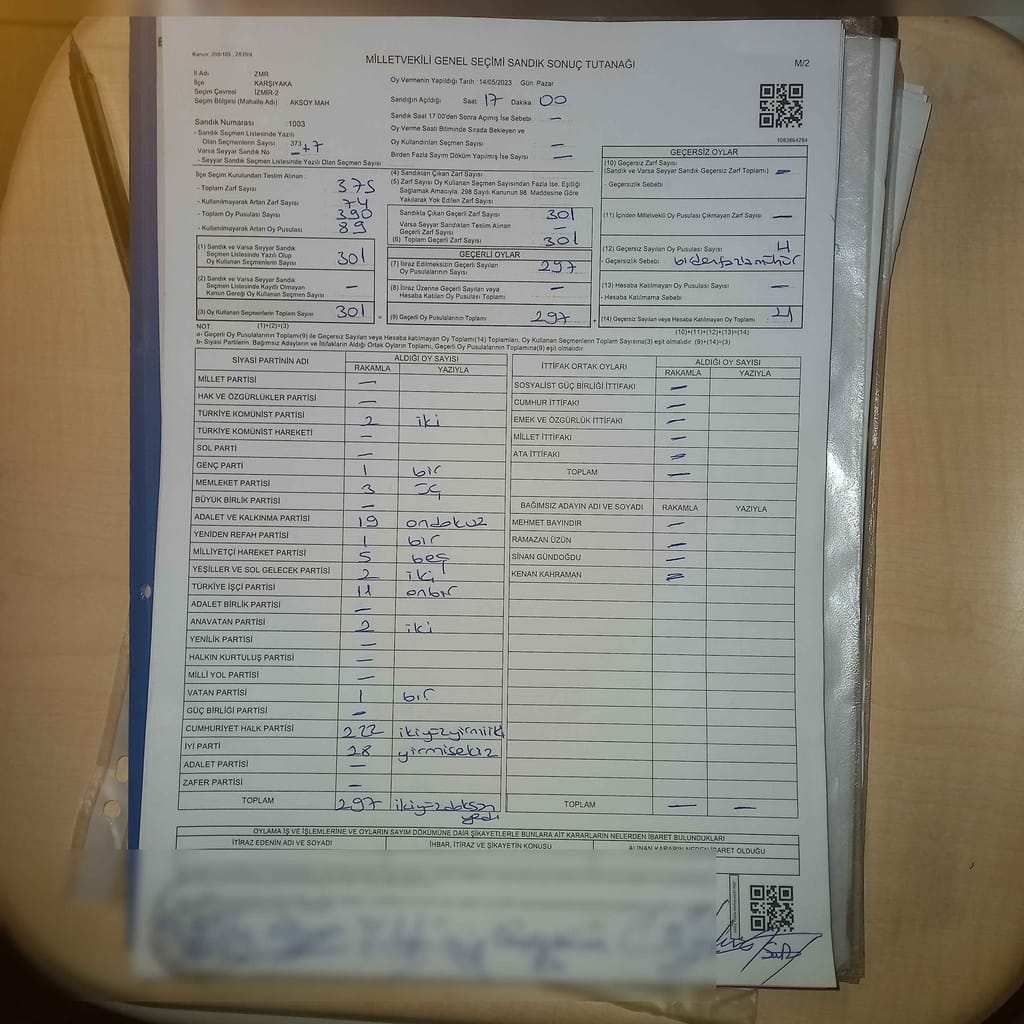 Kanun: 298/105 , 2839/4
MİLLETVEKİLİ GENEL SEÇİMİ SANDIK SONUÇ TUTANAĞI
M/2
İl Adı : ZMR
İlçe : KARŞIYAKA
Seçim Çevresi : İZMİR-2
Seçim Bölgesi (Mahalle Adı) : AKSOY MAH.
Oy Vermenin Yapıldığı Tarih : 14/05/2023 Gün: Pazar
Sandığın Açıldığı Saat: 17 Dakika 00
Sandık Saat 17.00'den Sonra Açımış İse Sebebi —
Oy Verme Saati Bitiminde Sırada Bekleyen ve
Oy Kullandırılan Seçmen Sayısı —
Birden Fazla Sayım Döküm Yapılmış İse Sayısı —
1083864284
Sandık Numarası : 1003
- Sandık Seçmen Listesinde Yazılı
Olan Seçmenlerin Sayısı 373 +7
Varsa Seyyar Sandık No —
- Seyyar Sandık Seçmen Listesinde Yazılı Olan Seçmen Sayısı
İlçe Seçim Kurulundan Teslim Alınan :
- Toplam Zarf Sayısı 375
- Kullanılmayarak Artan Zarf Sayısı 74
- Toplam Oy Pusulası Sayısı 390
- Kullanılmayarak Artan Oy Pusulası 89
(1) Sandık ve Varsa Seyyar Sandık
Seçmen Listesinde Yazılı Olup
Oy Kullanan Seçmenlerin Sayısı 301
(2) Sandık ve Varsa Seyyar Sandık
Seçmen Listesinde Kayıtlı Olmayan
Kanun Gereği Oy Kullanan Seçmen Sayısı —
(3) Oy Kullanan Seçmenlerin Toplam Sayısı 301
(1)+(2)=(3)
(4) Sandıktan Çıkan Zarf Sayısı
(5) Zarf Sayısı Oy Kullanan Seçmen Sayısından Fazla İse, Eşitliği
Sağlamak Amacıyla; 298 Sayılı Kanunun 98. Maddesine Göre
Yakılarak Yok Edilen Zarf Sayısı
Sandıkta Çıkan Geçerli Zarf Sayısı 301
Varsa Seyyar Sandıktan Teslim Alınan
Geçerli Zarf Sayısı —
(6) Toplam Geçerli Zarf Sayısı 301
GEÇERLİ OYLAR
(7) İtiraz Edilmeksizin Geçerli Sayılan
Oy Pusulalarının Sayısı 297
(8) İtiraz Üzerine Geçerli Sayılan veya
Hesaba Katılan Oy Pusulası Toplamı —
(9) Geçerli Oy Pusulalarının Toplamı 297
GEÇERSİZ OYLAR
(10) Geçersiz Zarf Sayısı
(Sandık ve Varsa Seyyar Sandık Geçersiz Zarf Toplamı) —
- Geçersizlik Sebebi
(11) İçinden Milletvekili Oy Pusulası Çıkmayan Zarf Sayısı —
(12) Geçersiz Sayılan Oy Pusulası Sayısı 4
- Geçersizlik Sebebi : birdenfazlamühür
(13) Hesaba Katılmayan Oy Pusulası Sayısı —
- Hesaba Katılmama Sebebi
(14) Geçersiz Sayılan veya Hesaba Katılmayan Oy Toplamı 4
(10)+(11)+(12)+(13)=(14)
NOT:
a- Geçerli Oy Pusulalarının Toplamı(9) ile Geçersiz Sayılan veya Hesaba Katılmayan Oy Toplamı(14) Toplamları, Oy Kullanan Seçmenlerin Toplam Sayısına(3) eşit olmalıdır. (9)+(14)=(3)
b- Siyasi Partilerin, Bağımsız Adayların ve İttifakların Aldığı Ortak Oyların Toplamı, Geçerli Oy Pusulalarının Toplamına(9) eşit olmalıdır.
SİYASİ PARTİNİN ADI ALDIĞI OY SAYISI
RAKAMLA YAZIYLA
MİLLET PARTİSİ —
HAK VE ÖZGÜRLÜKLER PARTİSİ —
TÜRKİYE KOMÜNİST PARTİSİ 2 iki
TÜRKİYE KOMÜNİST HAREKETİ —
SOL PARTİ —
GENÇ PARTİ 1 bir
MEMLEKET PARTİSİ 3 üç
BÜYÜK BİRLİK PARTİSİ —
ADALET VE KALKINMA PARTİSİ 19 ondokuz
YENİDEN REFAH PARTİSİ 1 bir
MİLLİYETÇİ HAREKET PARTİSİ 5 beş
YEŞİLLER VE SOL GELECEK PARTİSİ 2 iki
TÜRKİYE İŞÇİ PARTİSİ 11 onbir
ADALET BİRLİK PARTİSİ —
ANAVATAN PARTİSİ 2 iki
YENİLİK PARTİSİ —
HALKIN KURTULUŞ PARTİSİ —
MİLLİ YOL PARTİSİ —
VATAN PARTİSİ 1 bir
GÜÇ BİRLİĞİ PARTİSİ —
CUMHURİYET HALK PARTİSİ 222 ikiyüzyirmiiki
İYİ PARTİ 28 yirmisekiz
ADALET PARTİSİ —
ZAFER PARTİSİ —
TOPLAM 297 ikiyüzdoksan
yedi
İTTİFAK ORTAK OYLARI ALDIĞI OY SAYISI
RAKAMLA YAZIYLA
SOSYALİST GÜÇ BİRLİĞİ İTTİFAKI —
CUMHUR İTTİFAKI —
EMEK VE ÖZGÜRLÜK İTTİFAKI —
MİLLET İTTİFAKI —
ATA İTTİFAKI —
TOPLAM —
BAĞIMSIZ ADAYIN ADI VE SOYADI RAKAMLA YAZIYLA
MEHMET BAYINDIR —
RAMAZAN ÜZÜN —
SİNAN GÜNDOĞDU —
KENAN KAHRAMAN —
TOPLAM — —
OYLAMA İŞ VE İŞLEMLERİNE VE OYLARIN SAYIM DÖKÜMÜNE DAİR ŞİKAYETLERLE BUNLARA AİT KARARLARIN NELERDEN İBARET BULUNDUKLARI
İTİRAZ EDENİN ADI VE SOYADI İHBAR, İTİRAZ VE ŞİKAYETİN KONUSU ALINAN KARARIN NEDEN İBARET OLDUĞU